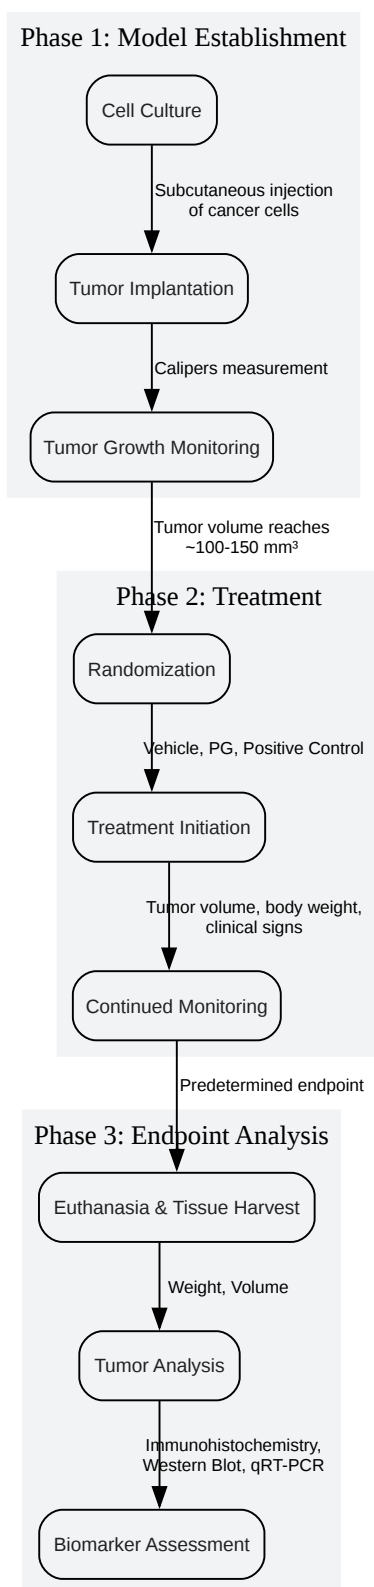 Phase 1: Model Establishment
Cell Culture
Subcutaneous injection
of cancer cells
Tumor Implantation
Calipers measurement
Tumor Growth Monitoring
Tumor volume reaches
~100-150 mm³
Phase 2: Treatment
Randomization
Vehicle, PG, Positive Control
Treatment Initiation
Tumor volume, body weight,
clinical signs
Continued Monitoring
Predetermined endpoint
Phase 3: Endpoint Analysis
Euthanasia & Tissue Harvest
Weight, Volume
Tumor Analysis
Immunohistochemistry,
Western Blot, qRT-PCR
Biomarker Assessment